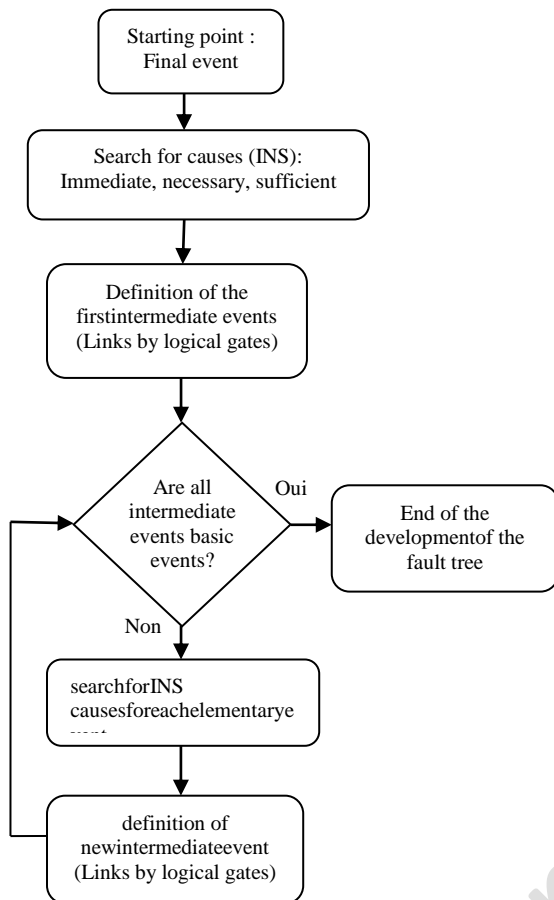 Starting point :
Final event
Search for causes (INS):
Immediate, necessary, sufficient
Definition of the
firstintermediate events
(Links by logical gates)
Are all
intermediate
events basic
events?
Oui
End of the
developmentof the
fault tree
Non
searchforINS
causesforeachelementarye
definition of
newintermediateevent
(Links by logical gates)